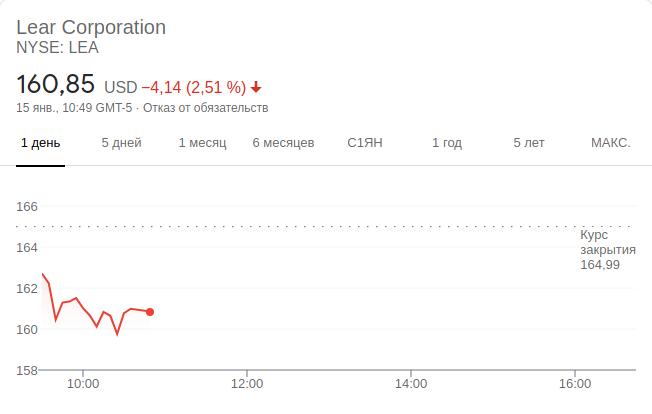 Lear Corporation
NYSE: LEA
160,85 USD −4,14 (2,51 %)
15 янв., 10:49 GMT-5 · Отказ от обязательств
1 день 5 дней 1 месяц 6 месяцев С1ЯН 1 год 5 лет МАКС.
166
Курс
закрытия
164,99
164
162
160
158
10:00 12:00 14:00 16:00